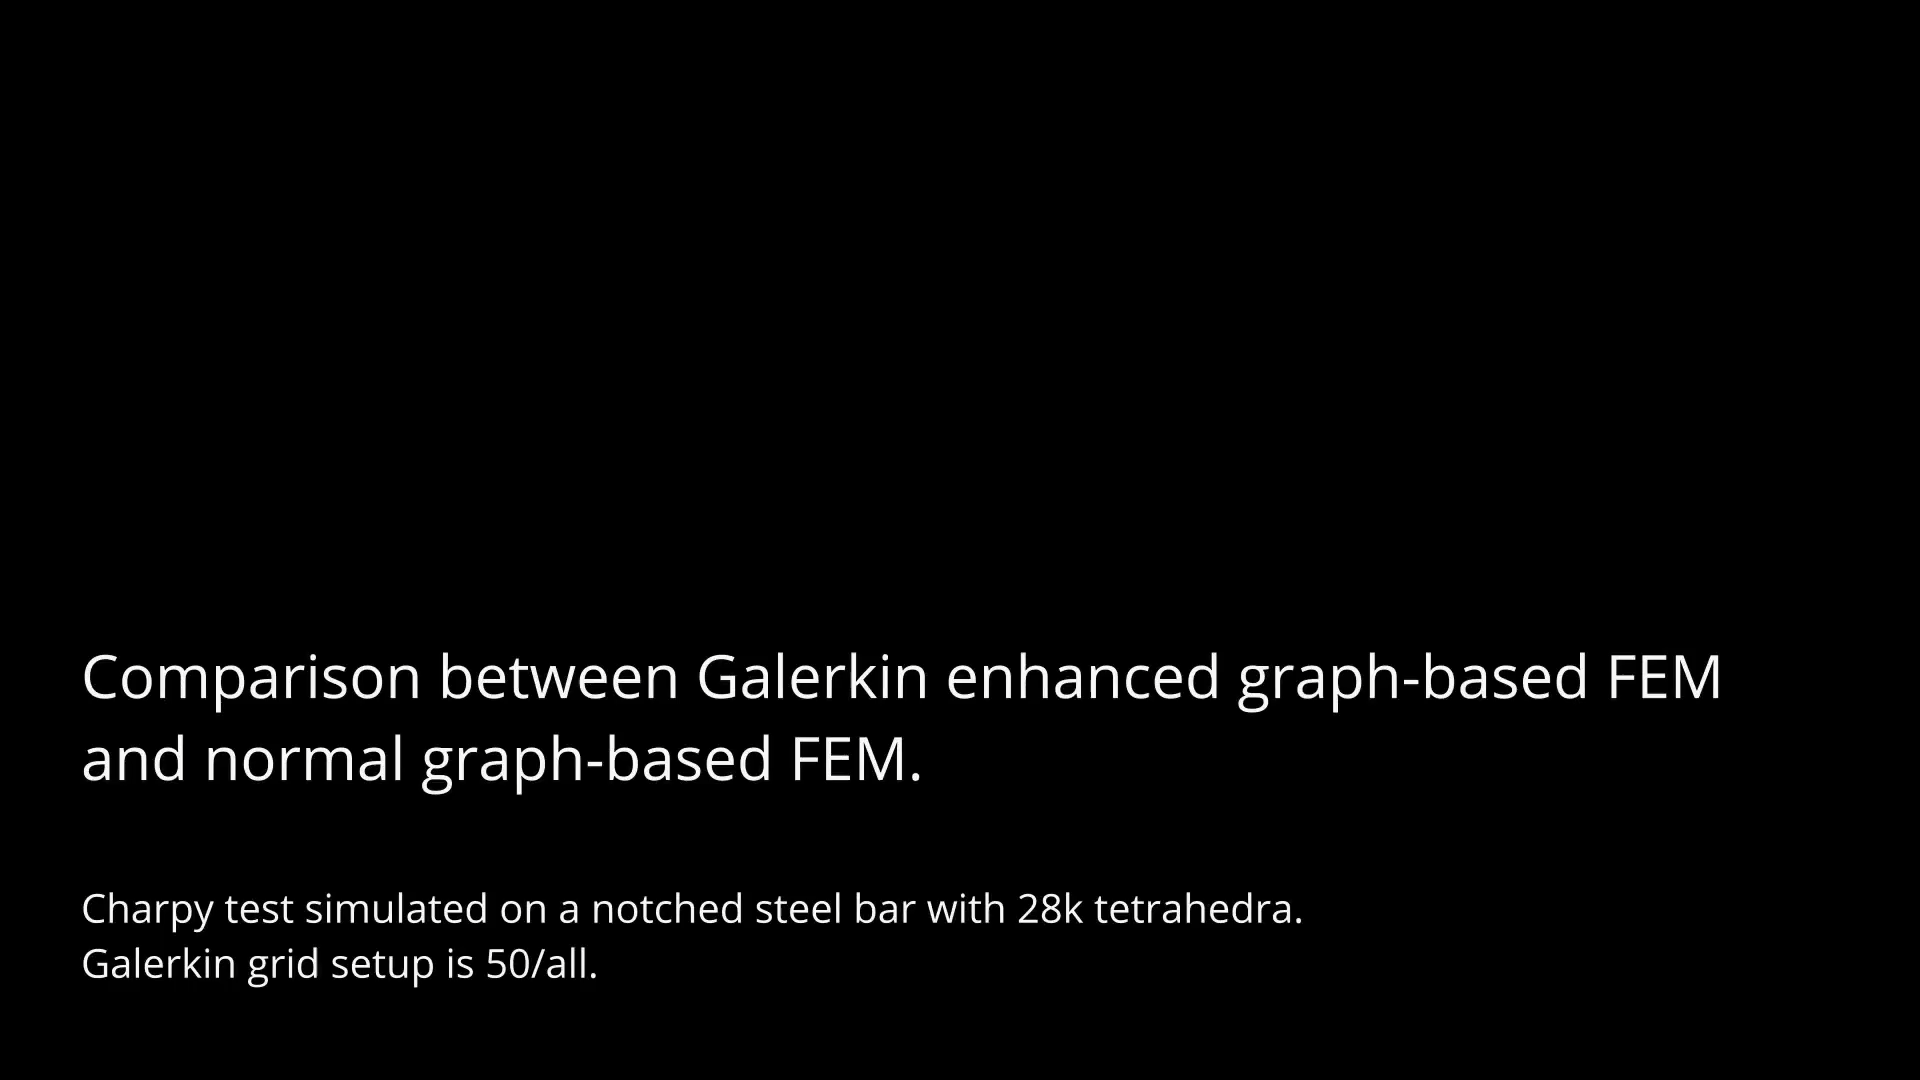 Comparison between Galerkin enhanced graph-based FEM
and normal graph-based FEM.
Charpy test simulated on a notched steel bar with 28k tetrahedra.
Galerkin grid setup is 50/all.